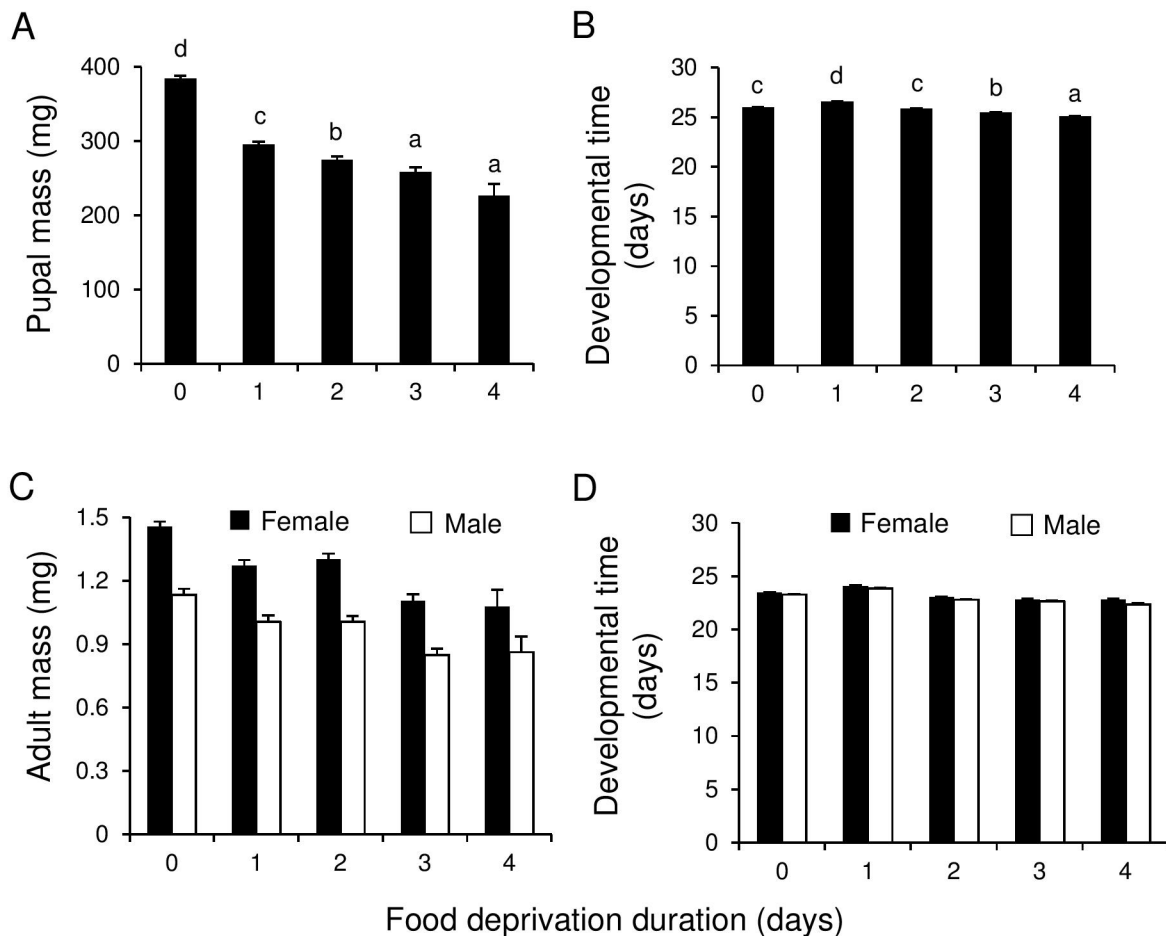 A
d
c
b
a
a
400
300
200
100
0
Pupal mass (mg)
0 1 2 3 4
B
c
d
c
b
a
30
25
20
15
10
5
0
Developmental time
(days)
0 1 2 3 4
C
Female Male
1.5
1.2
0.9
0.6
0.3
0
Adult mass (mg)
0 1 2 3 4
D
Female Male
30
25
20
15
10
5
0
Developmental time
(days)
0 1 2 3 4
Food deprivation duration (days)